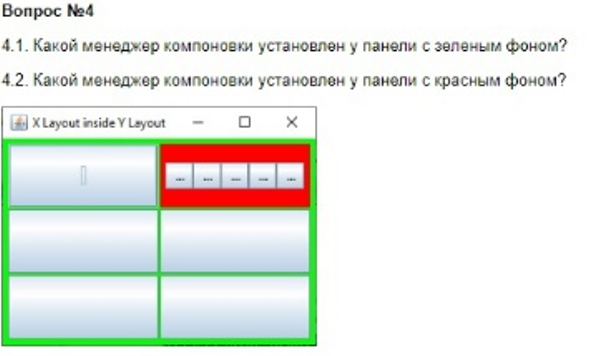 Вопрос №4
4.1. Какой менеджер компоновки установлен у панели с зеленым фоном?
4.2. Какой менеджер компоновки установлен у панели с красным фоном?
X Layout inside Y Layout
... ... ... ... ...